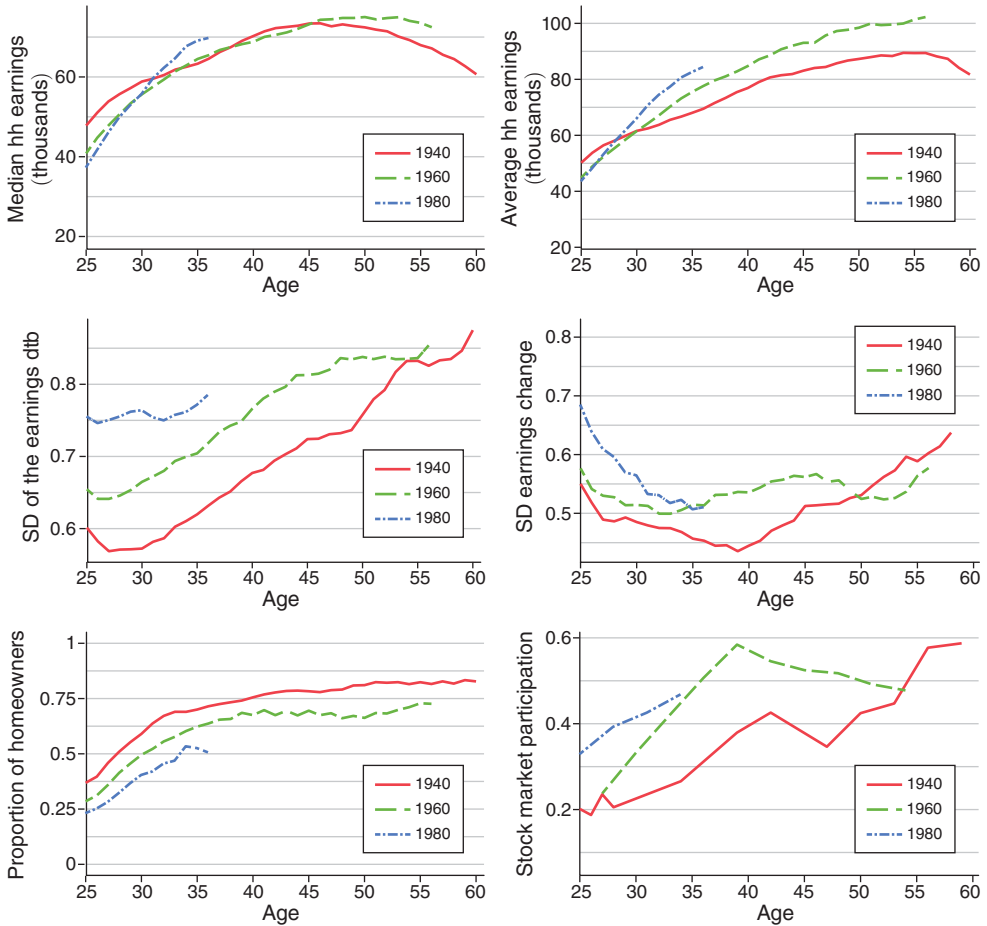 Median hh earnings
(thousands)
60
40
20
25 30 35 40 45 50 55 60
Age
1940
1960
1980
Average hh earnings
(thousands)
100
80
60
40
20
25 30 35 40 45 50 55 60
Age
1940
1960
1980
SD of the earnings dtb
0.8
0.7
0.6
25 30 35 40 45 50 55 60
Age
1940
1960
1980
SD earnings change
0.8
0.7
0.6
0.5
25 30 35 40 45 50 55 60
Age
1940
1960
1980
Proportion of homeowners
1
0.75
0.5
0.25
0
25 30 35 40 45 50 55 60
Age
1940
1960
1980
Stock market participation
0.6
0.4
0.2
25 30 35 40 45 50 55 60
Age
1940
1960
1980